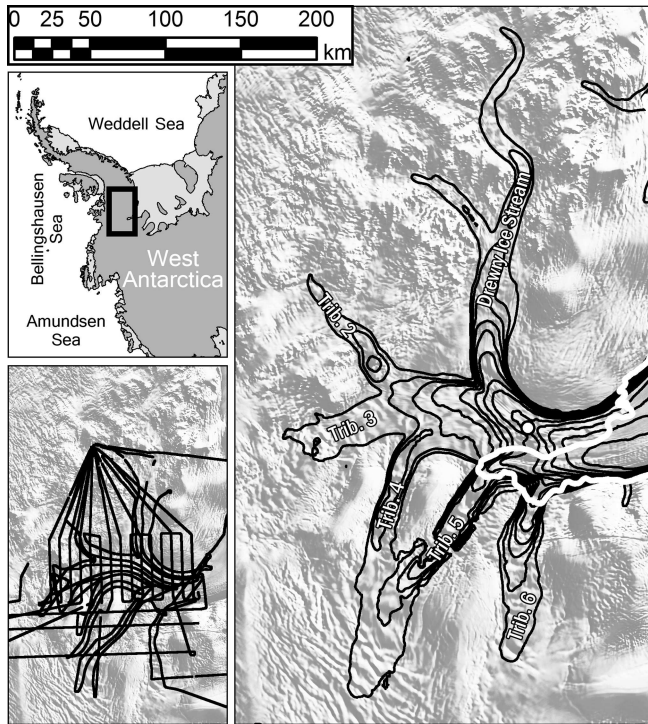 0 25 50 100 150 200
km
Weddell Sea
Bellingshausen
Sea
West
Antarctica
Amundsen
Sea
Drewry Ice Stream
Trib. 2
Trib. 3
Trib. 4
Trib. 5
Trib. 6